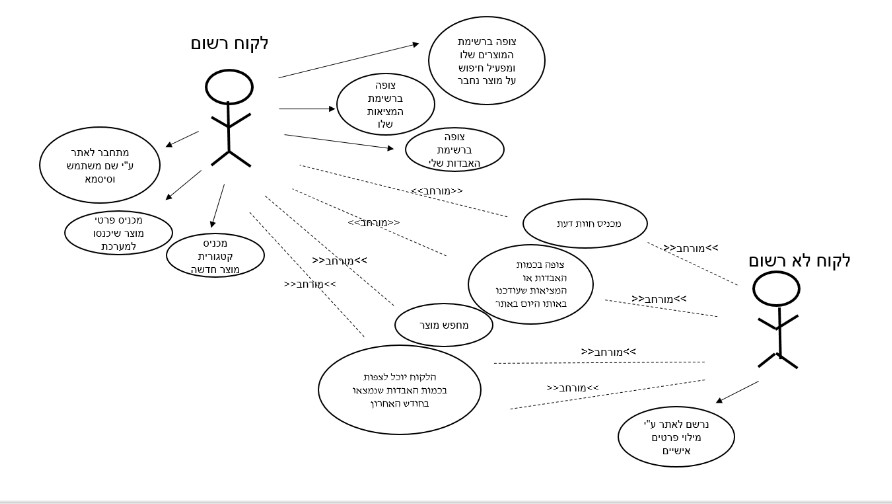 לקוח רשום
צופה ברשימת
המוצרים שלו
ומפעיל חיפוש
על מוצר נחבר
צופה
ברשימת
המציאות
שלו
צופה
ברשימת
האבדות שלי
מתחבר לאתר
ע"י שם משתמש
וסיסמא
מכניס פרטי
מוצר שיכנסו
למערכת
מכניס
קטגורית
מוצר חדשה
<<מורחב>>
<<מורחב>>
<<מורחב>>
<<מורחב>>
מכניס חוות דעת
צופה בכמות
האבדות או
המציאות שעודכנו
באותו היום באתר
מחפש מוצר
הלקוח יוכל לצפות
בכמות האבדות שנמצאו
בחודש האחרון
לקוח לא רשום
<<מורחב>>
<<מורחב>>
<<מורחב>>
<<מורחב>>
נרשם לאתר ע"י
מילוי פרטים
אישיים